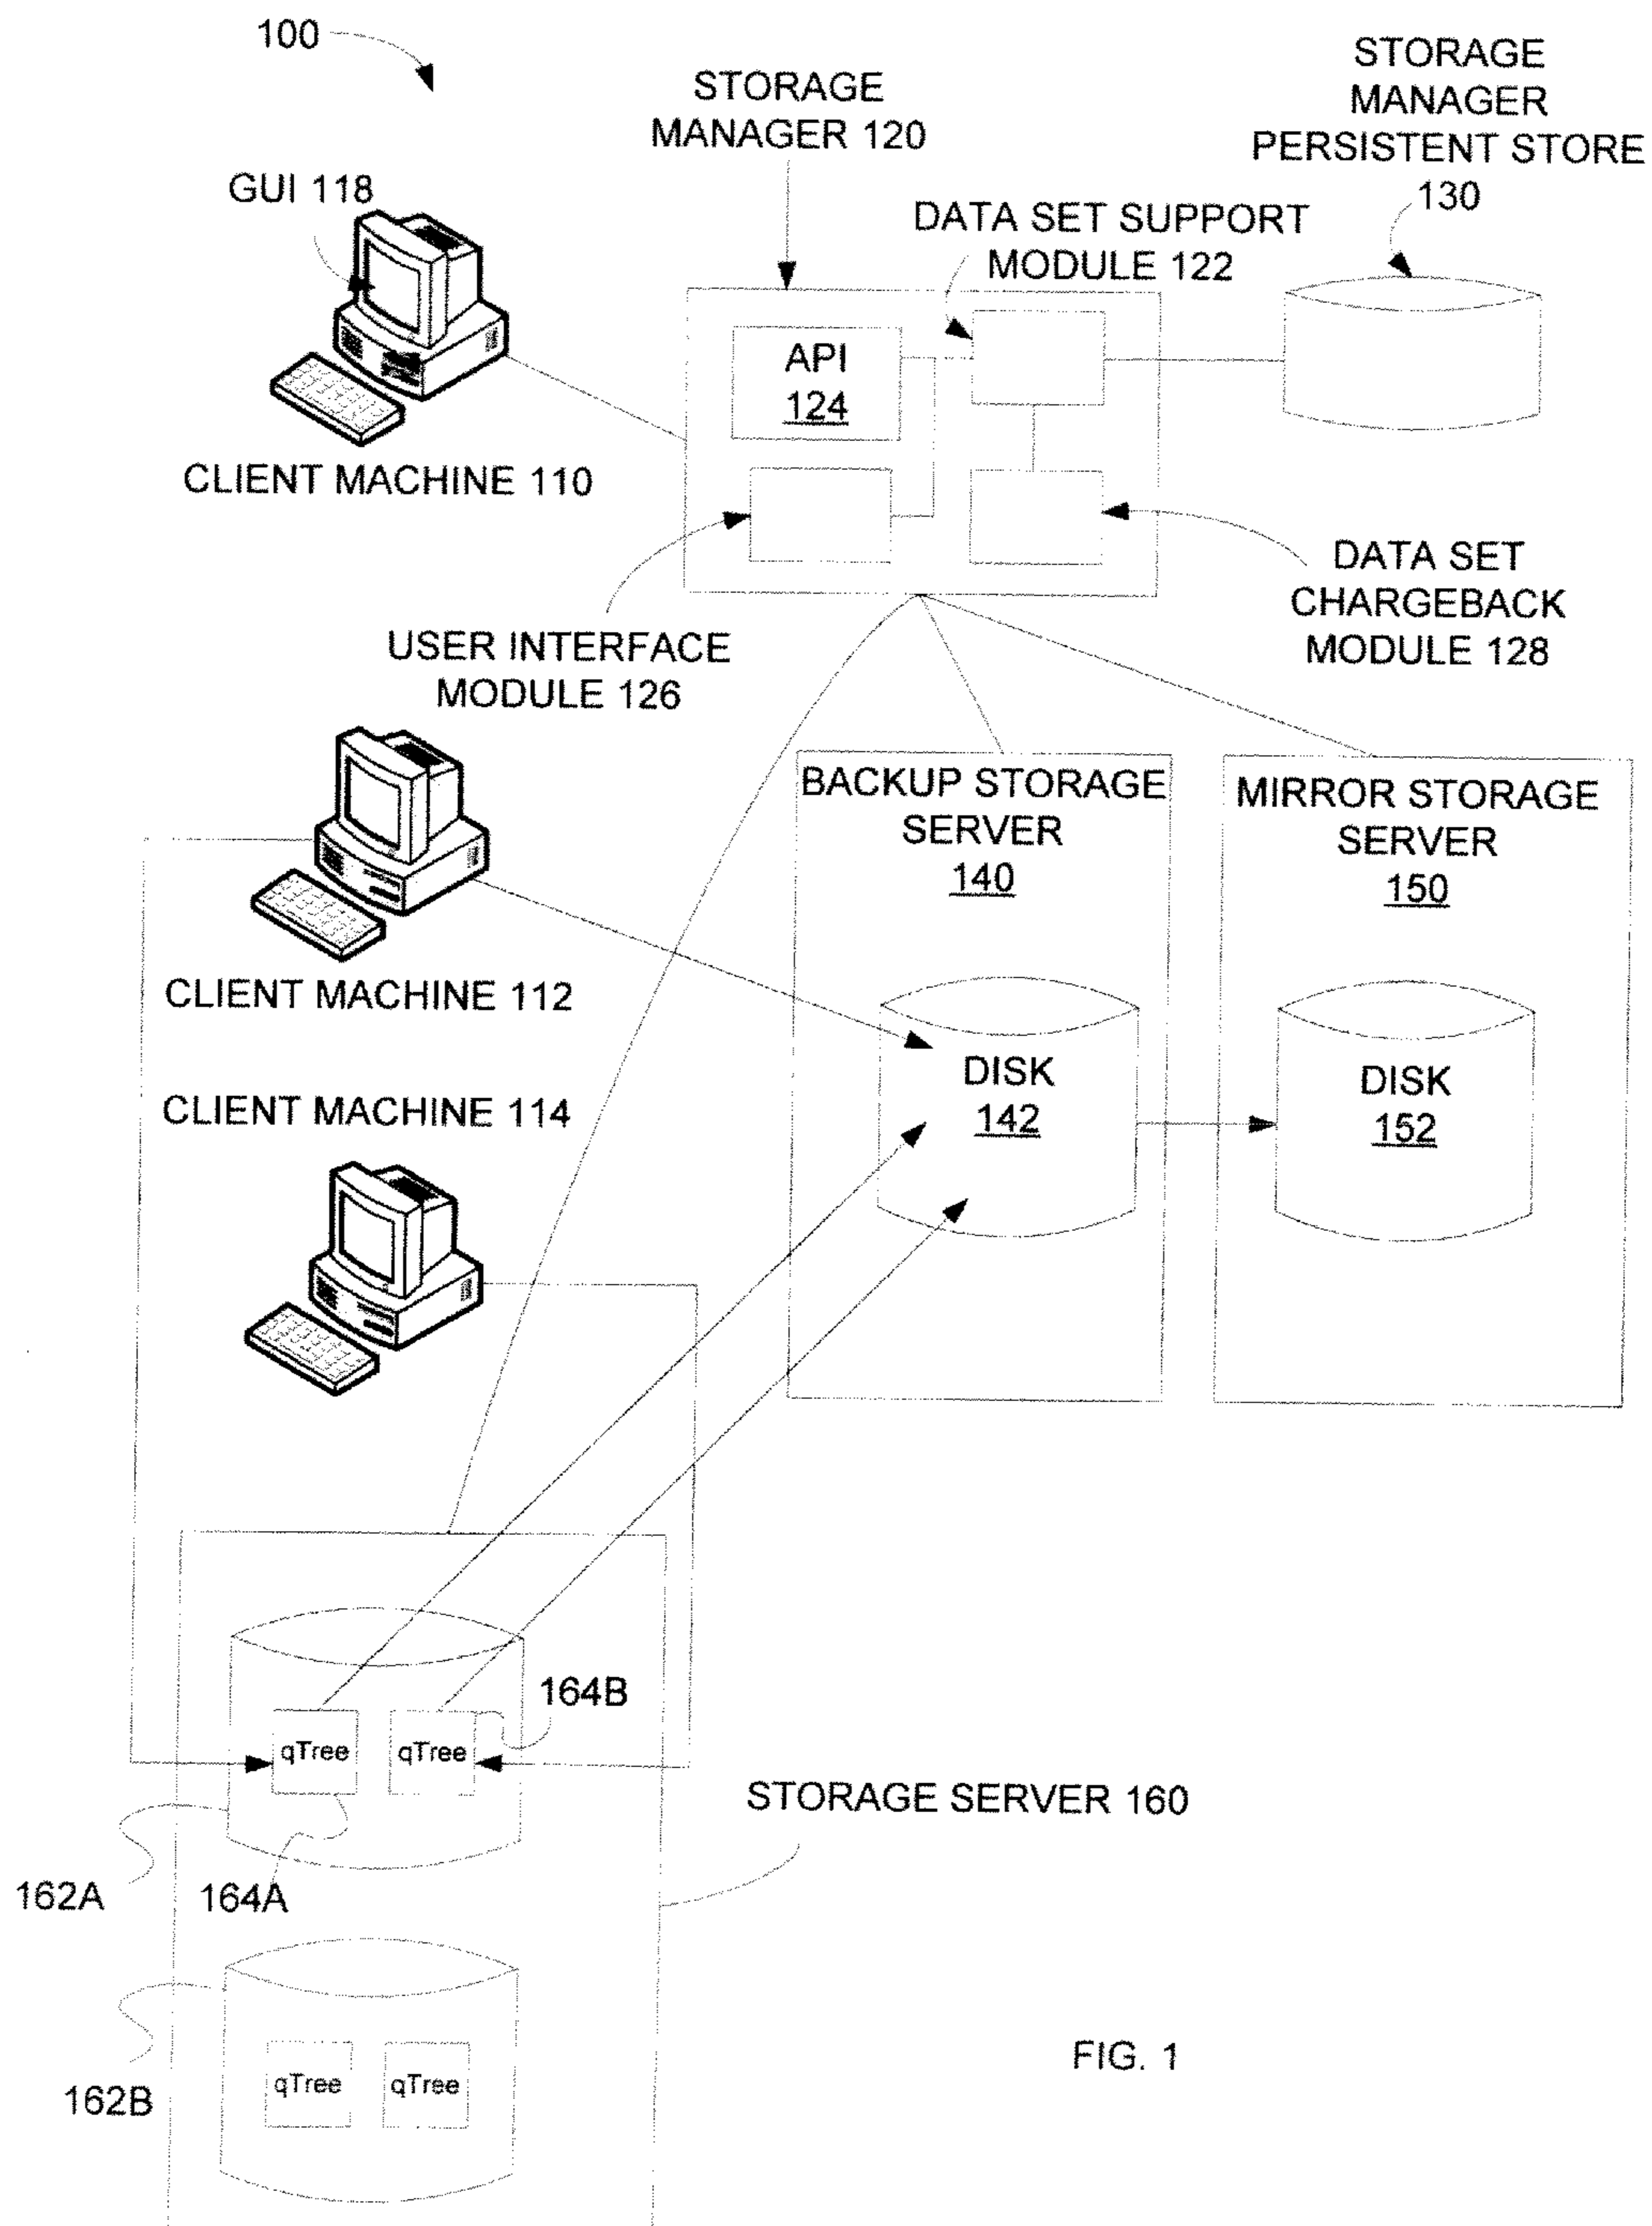 100
STORAGE
MANAGER 120
STORAGE
MANAGER
PERSISTENT STORE
130
GUI 118
DATA SET SUPPORT
MODULE 122
API
124
CLIENT MACHINE 110
DATA SET
CHARGEBACK
MODULE 128
USER INTERFACE
MODULE 126
BACKUP STORAGE
SERVER
140
MIRROR STORAGE
SERVER
150
CLIENT MACHINE 112
DISK
142
DISK
152
CLIENT MACHINE 114
164B
qTree
qTree
STORAGE SERVER 160
162A
164A
qTree
qTree
162B
FIG. 1